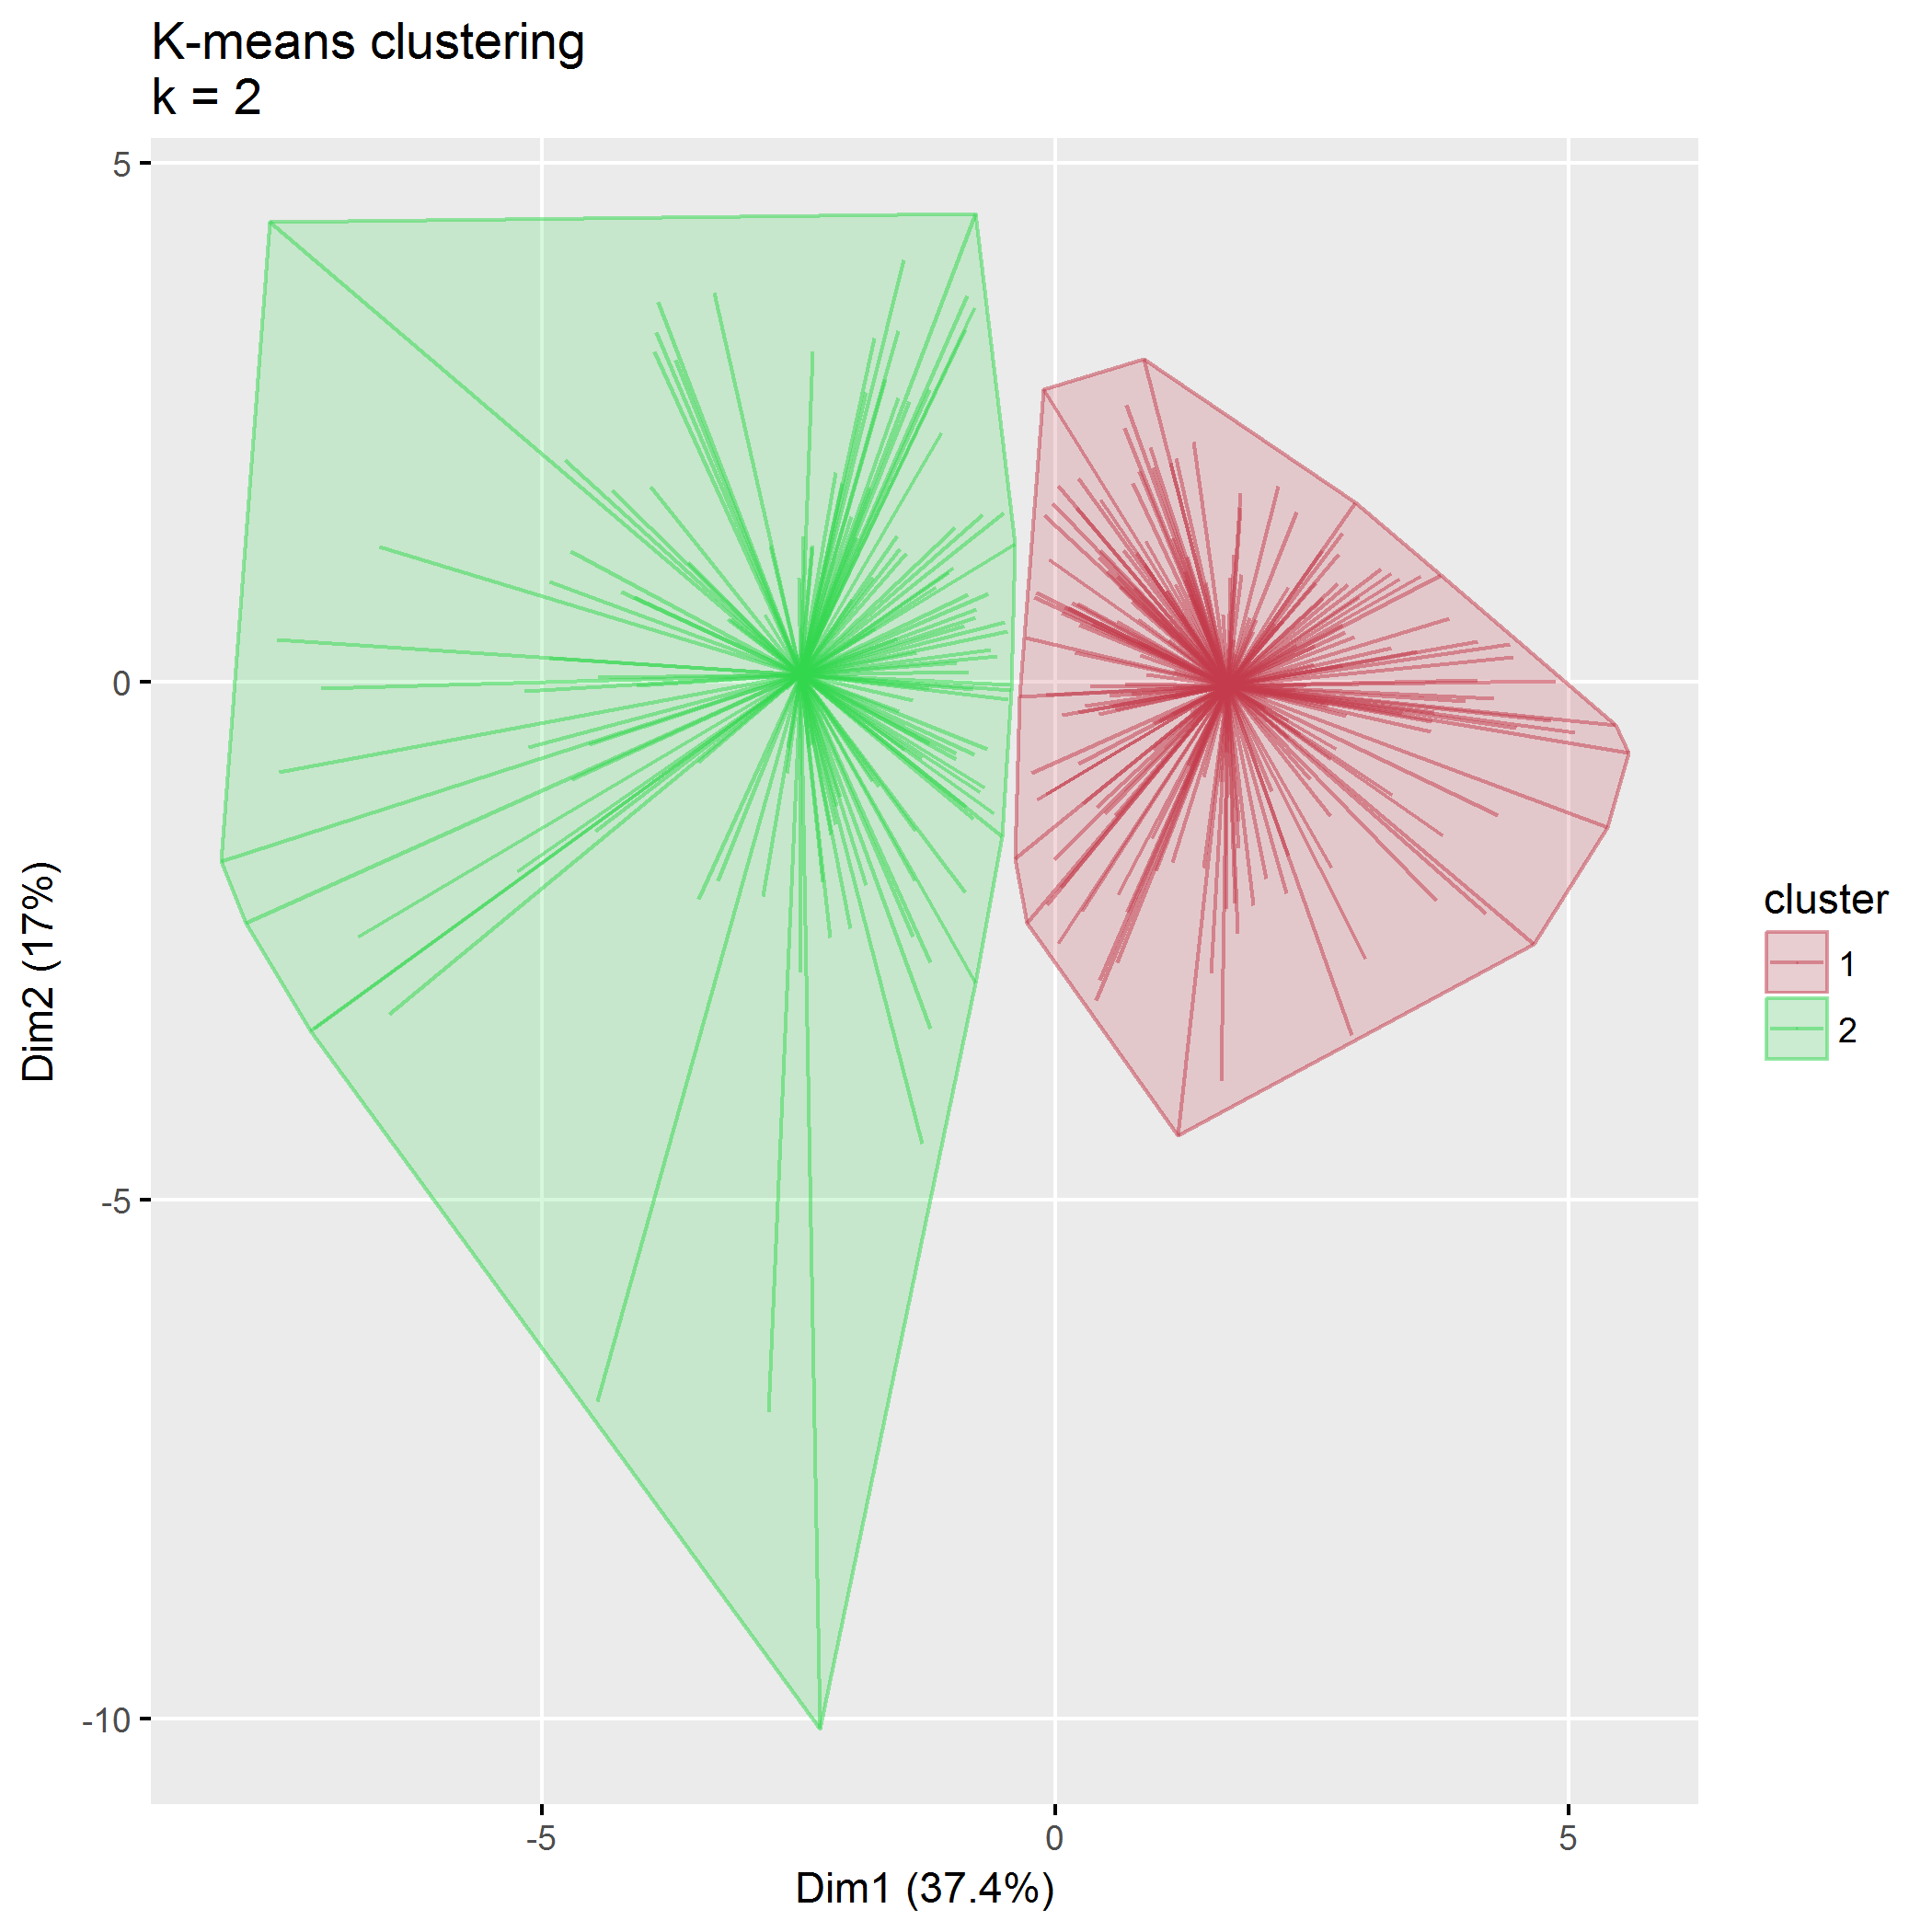 K-means clustering
k = 2
5
0
-5
-10
Dim2 (17%)
-5
0
5
Dim1 (37.4%)
cluster
1
2